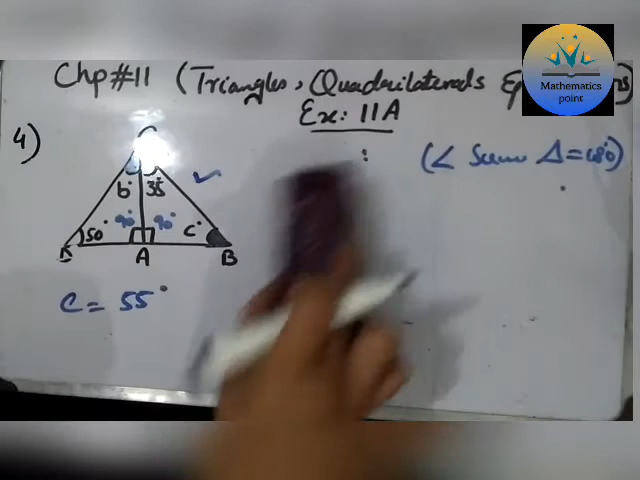 Chp#11 (Triangles, Quadrilaterals
Mathematics point
Ex: 11A
4)
C
b° 35°
(∠ Sum Δ=180°)
90° 90°
50° c°
D A B
c = 55°